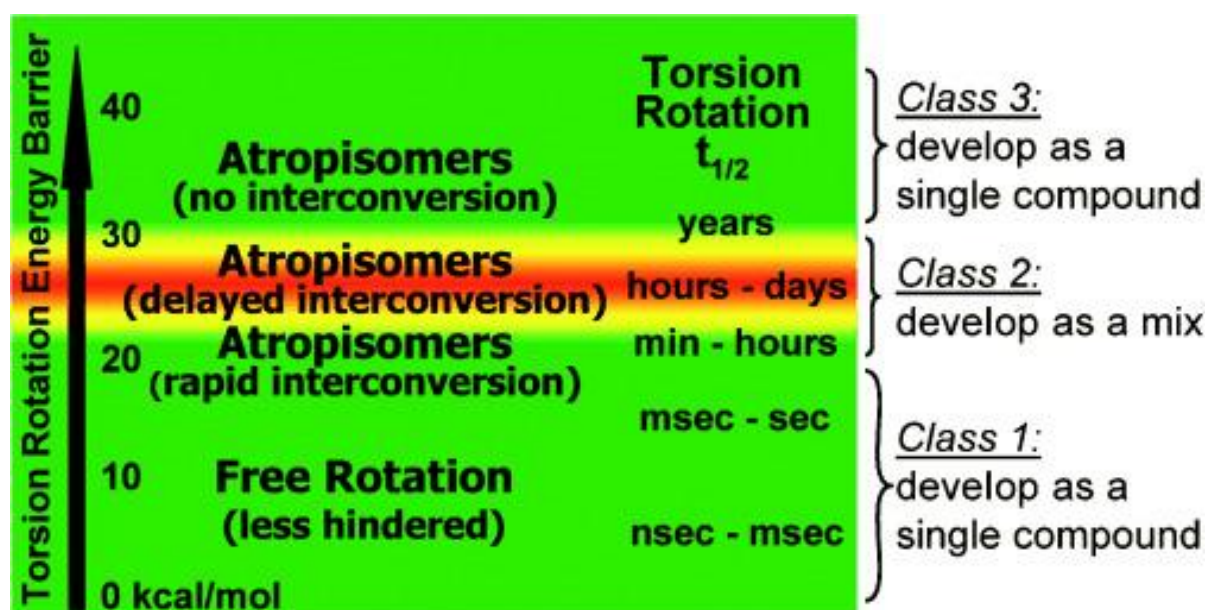 Torsion Rotation Energy Barrier
40
30
20
10
0 kcal/mol
Atropisomers
(no interconversion)
Atropisomers
(delayed interconversion)
Atropisomers
(rapid interconversion)
Free Rotation
(less hindered)
Torsion
Rotation
t1/2
years
hours - days
min - hours
msec - sec
nsec - msec
Class 3:
develop as a
single compound
Class 2:
develop as a mix
Class 1:
develop as a
single compound